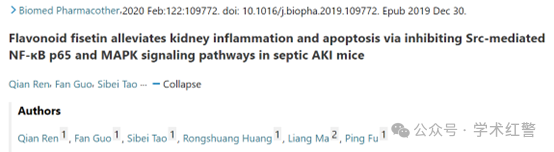 > Biomed Pharmacother.2020 Feb:122:109772. doi: 10.1016/j.biopha.2019.109772. Epub 2019 Dec 30.
Flavonoid fisetin alleviates kidney inflammation and apoptosis via inhibiting Src-mediated
NF-κB p65 and MAPK signaling pathways in septic AKI mice
Qian Ren, Fan Guo, Sibei Tao ··· — Collapse
Authors
Qian Ren 1, Fan Guo 1, Sibei Tao 1, Rongshuang Huang 1, Liang Ma 2, Ping Fu 1
公众号 · 学术红警